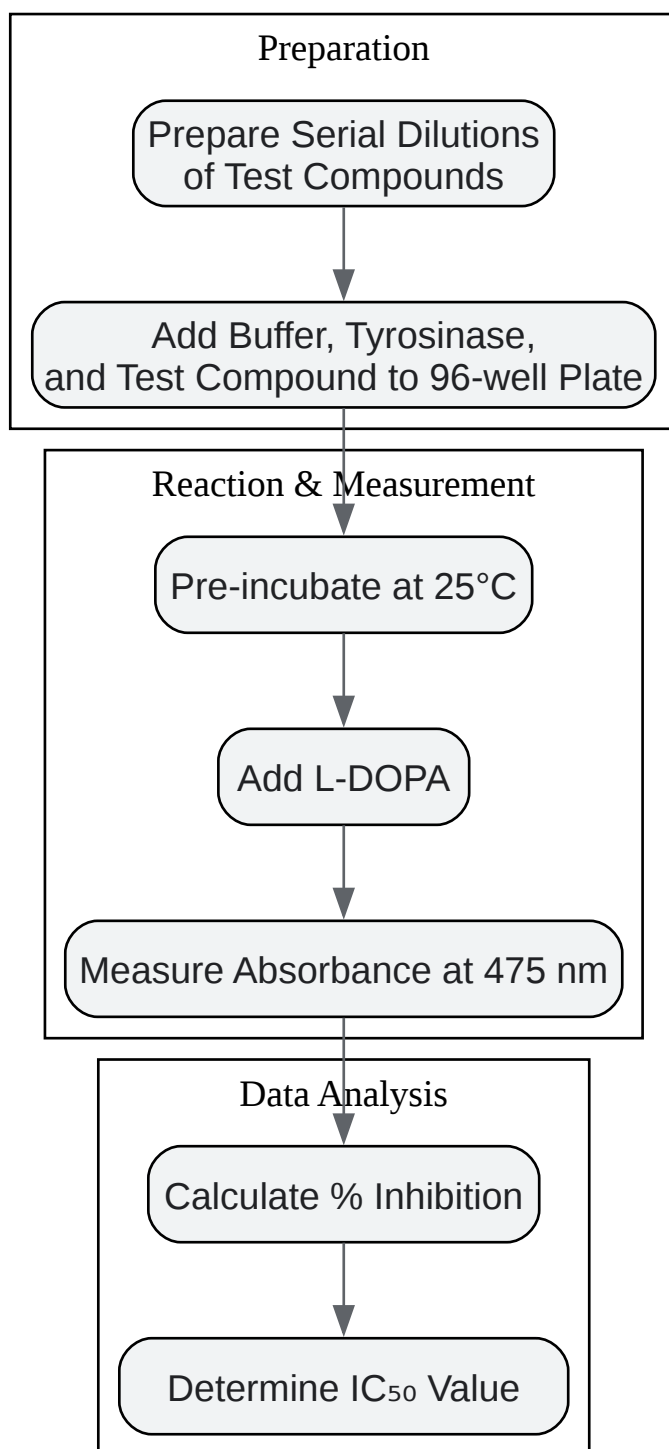 Preparation
Prepare Serial Dilutions
of Test Compounds
Add Buffer, Tyrosinase,
and Test Compound to 96-well Plate
Reaction & Measurement
Pre-incubate at 25°C
Add L-DOPA
Measure Absorbance at 475 nm
Data Analysis
Calculate % Inhibition
Determine IC₅₀ Value